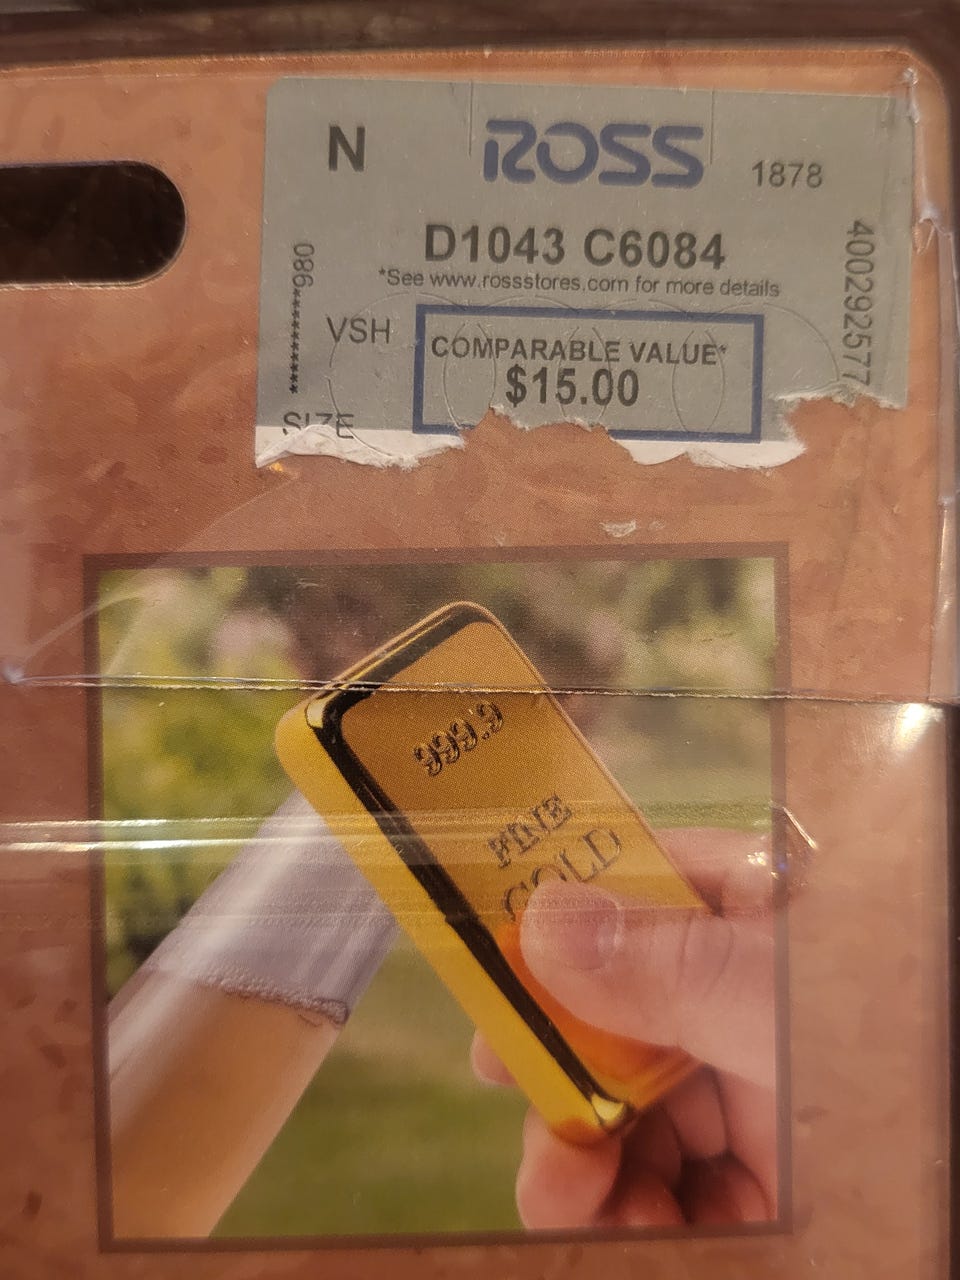 N
ROSS
1878
D1043 C6084
*See www.rossstores.com for more details
**********980
VSH
COMPARABLE VALUE*
$15.00
400292577
SIZE
999.9
FINE
GOLD